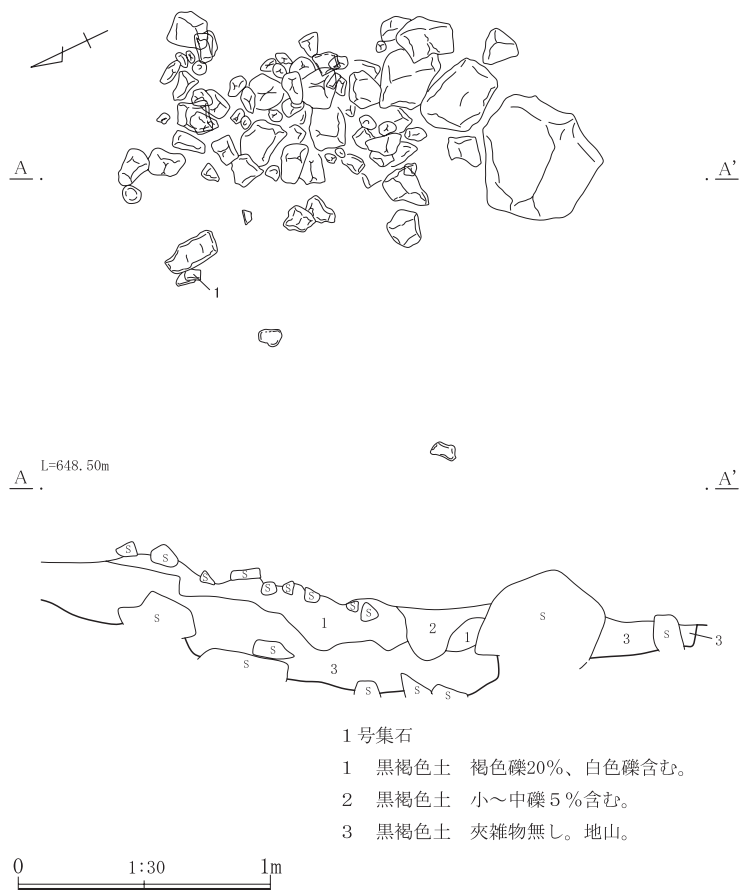 A A'
1
L=648.50m
A A'
S S S S S S S S S
1 2 1 S
S 3 S 3
S S 3
S S S
1号集石
1 黒褐色土 褐色礫20%、白色礫含む。
2 黒褐色土 小～中礫5%含む。
3 黒褐色土 夾雑物無し。地山。
0 1:30 1m